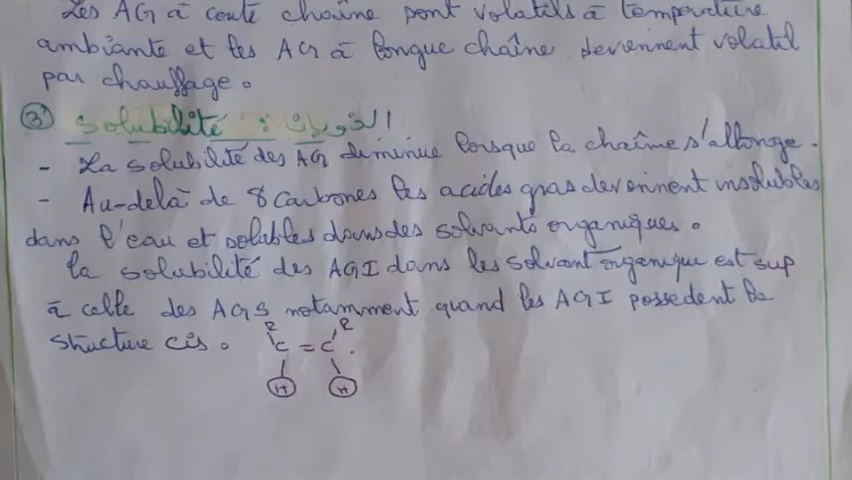 Les AG à courte chaîne sont volatils à température
ambiante et les AG à longue chaîne deviennent volatil
par chauffage.
③ Solubilité : الذوبان
- La solubilité des AG diminue lorsque la chaîne s'allonge.
- Au-delà de 8 carbones les acides gras deviennent insolubles
dans l'eau et solubles dans des solvants organiques.
la solubilité des AGI dans les solvant organique est sup
à celle des AGS notamment quand les AGI possedent la
structure cis.
R R
C = C
H H